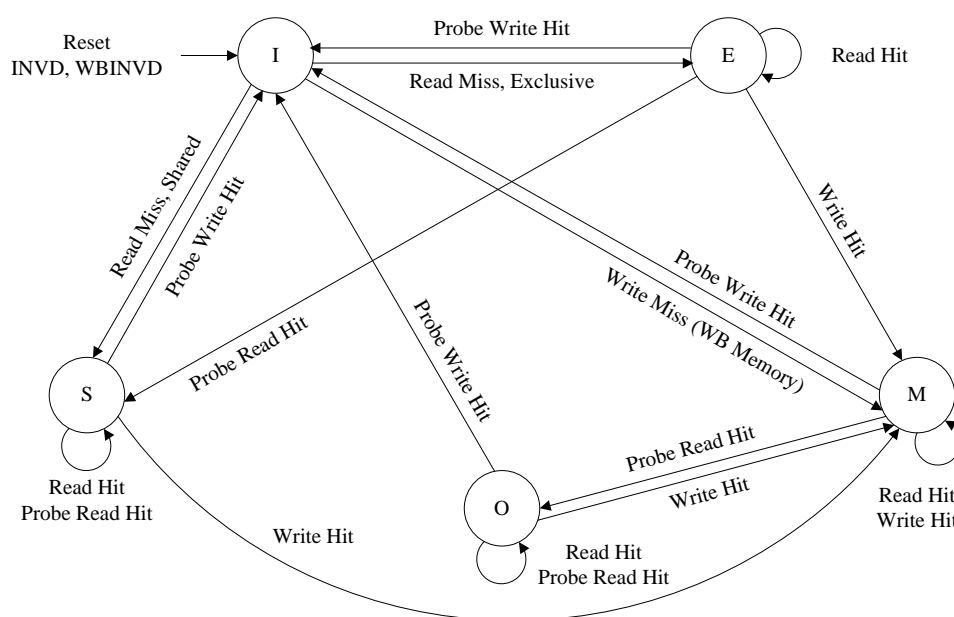 Reset
INVD, WBINVD
I
Probe Write Hit
Read Miss, Exclusive
E
Read Hit
Read Miss, Shared
Probe Write Hit
Write Hit
Probe Write Hit
Write Miss (WB Memory)
Probe Read Hit
Probe Write Hit
S
M
Read Hit
Probe Read Hit
Probe Read Hit
Write Hit
Read Hit
Write Hit
O
Write Hit
Read Hit
Probe Read Hit